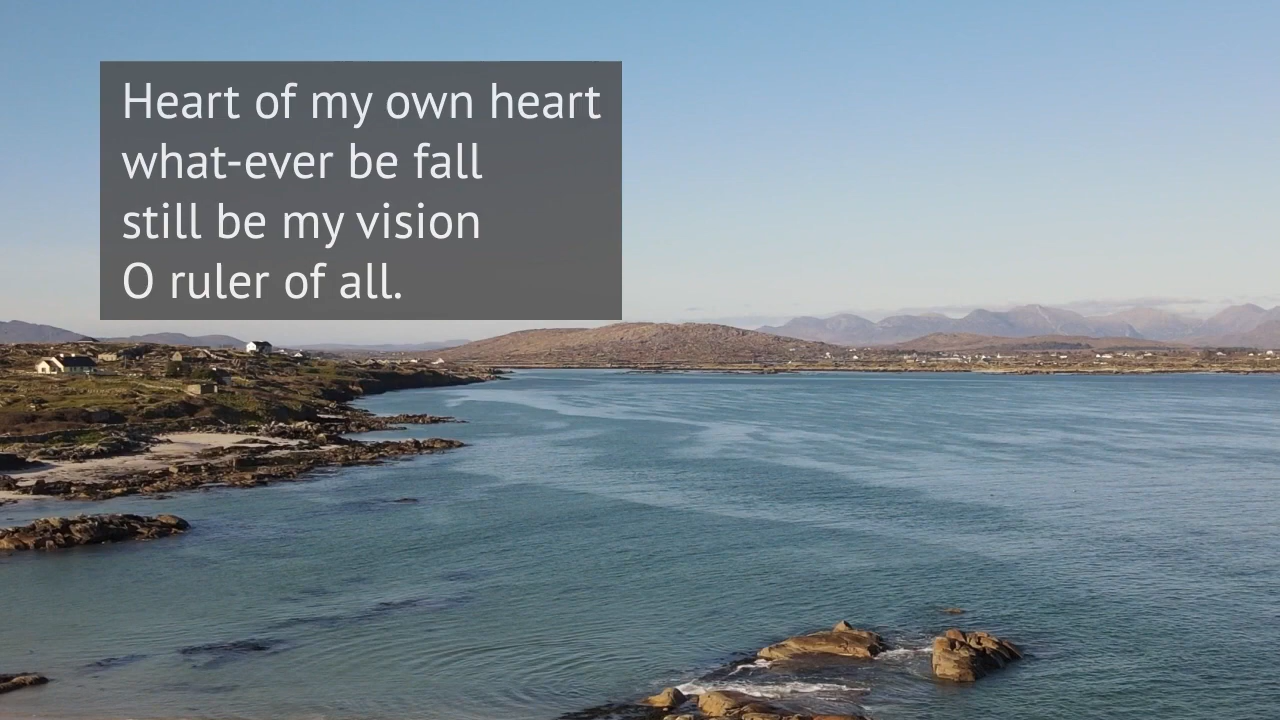 Heart of my own heart
what-ever be fall
still be my vision
O ruler of all.